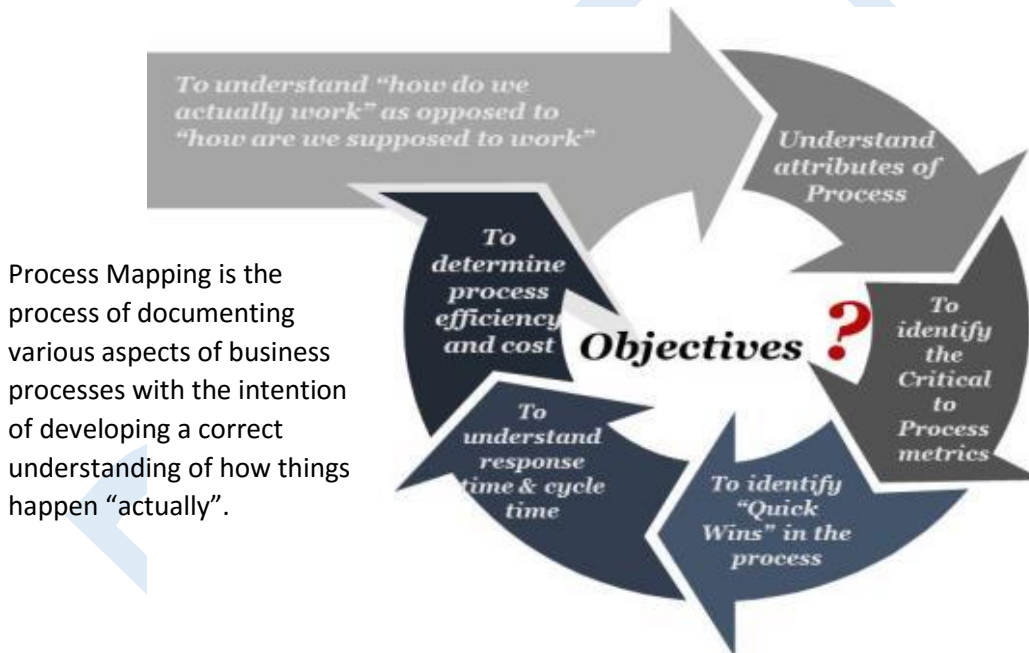 To understand “how do we
actually work” as opposed to
“how are we supposed to work”
Understand
attributes of
Process
To
identify
the
Critical
to
Process
metrics
To identify
“Quick
Wins” in the
process
To
understand
response
time & cycle
time
To
determine
process
efficiency
and cost
Objectives ?
Process Mapping is the
process of documenting
various aspects of business
processes with the intention
of developing a correct
understanding of how things
happen “actually”.